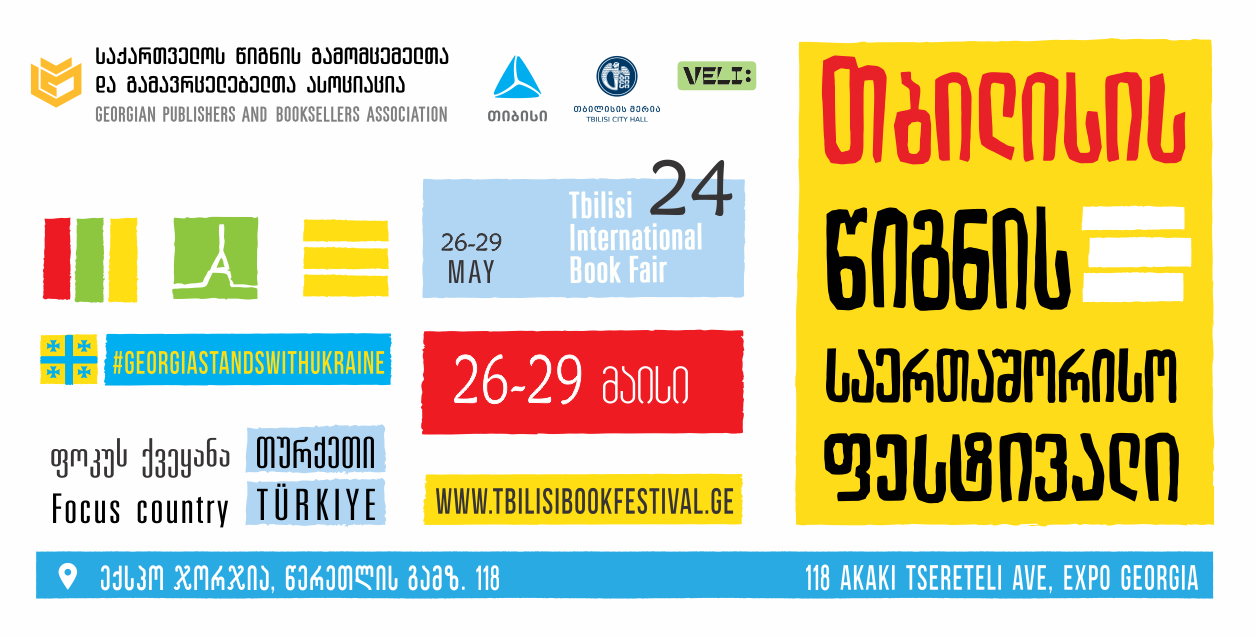 საქართველოს წიგნის გამომცემელთა
და გამავრცელებელთა ასოციაცია
GEORGIAN PUBLISHERS AND BOOKSELLERS ASSOCIATION
თიბისი
თბილისის მერია
TBILISI CITY HALL
VELI:
თბილისის
წიგნის
საერთაშორისო
ფესტივალი
24
Tbilisi
International
Book Fair
26-29
MAY
#GEORGIASTANDSWITHUKRAINE
26-29 მაისი
ფოკუს ქვეყანა თურქეთი
Focus country TÜRKIYE
WWW.TBILISIBOOKFESTIVAL.GE
ექსპო ჯორჯია, წერეთლის გამზ. 118
118 AKAKI TSERETELI AVE, EXPO GEORGIA